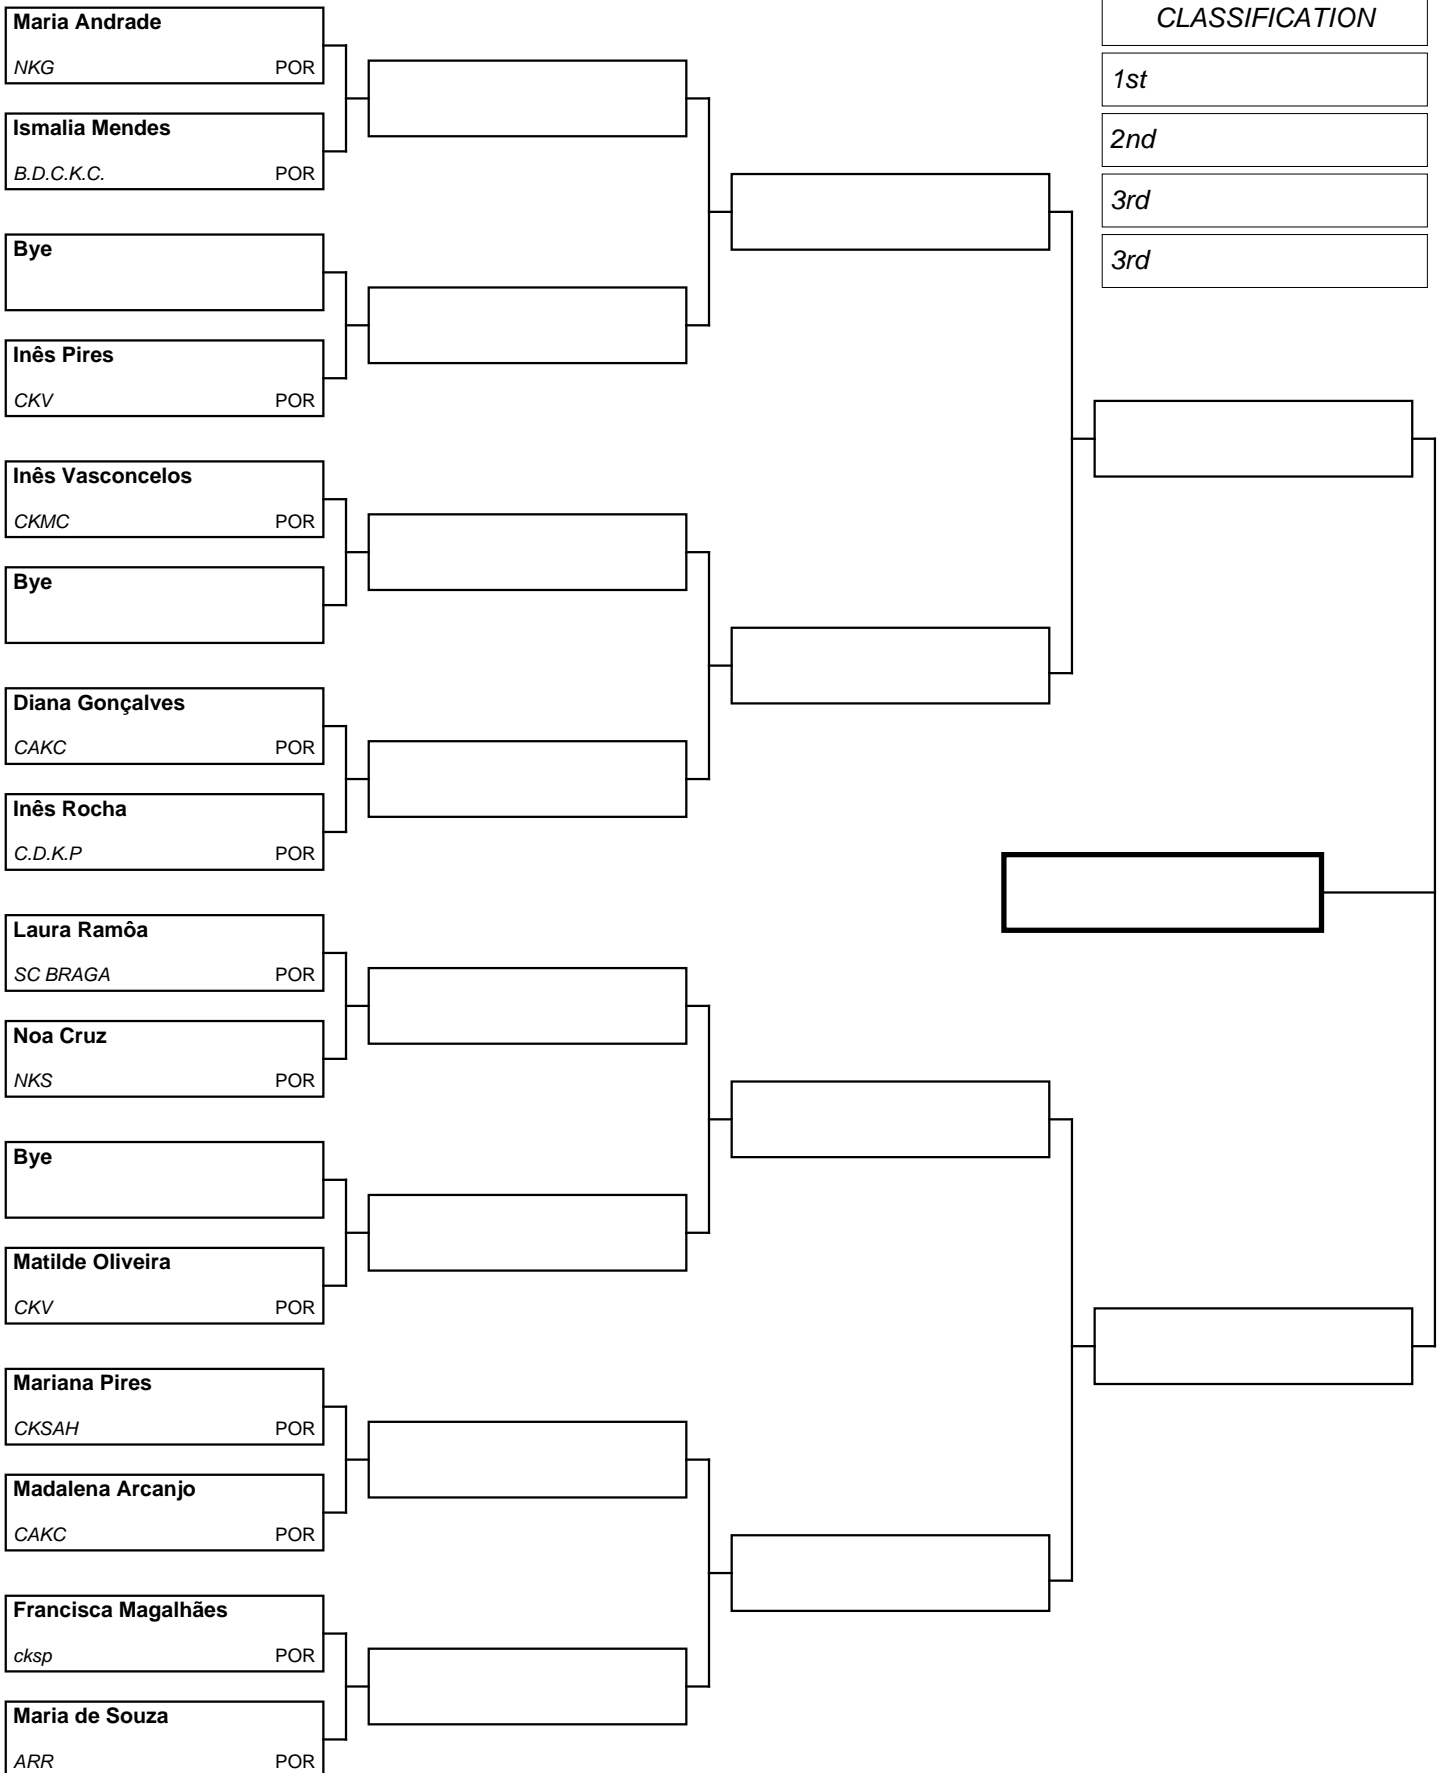 CLASSIFICATION
1st
2nd
3rd
3rd
Maria Andrade
NKG POR
Ismalia Mendes
B.D.C.K.C. POR
Bye
Inês Pires
CKV POR
Inês Vasconcelos
CKMC POR
Bye
Diana Gonçalves
CAKC POR
Inês Rocha
C.D.K.P POR
Laura Ramôa
SC BRAGA POR
Noa Cruz
NKS POR
Bye
Matilde Oliveira
CKV POR
Mariana Pires
CKSAH POR
Madalena Arcanjo
CAKC POR
Francisca Magalhães
cksp POR
Maria de Souza
ARR POR